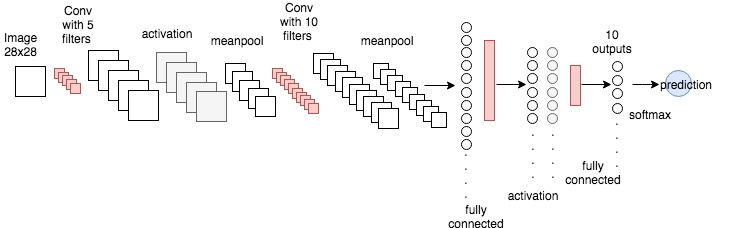 Image
28x28
Conv
with 5
filters
activation
meanpool
Conv
with 10
filters
meanpool
fully
connected
activation
fully
connected
10
outputs
softmax
prediction